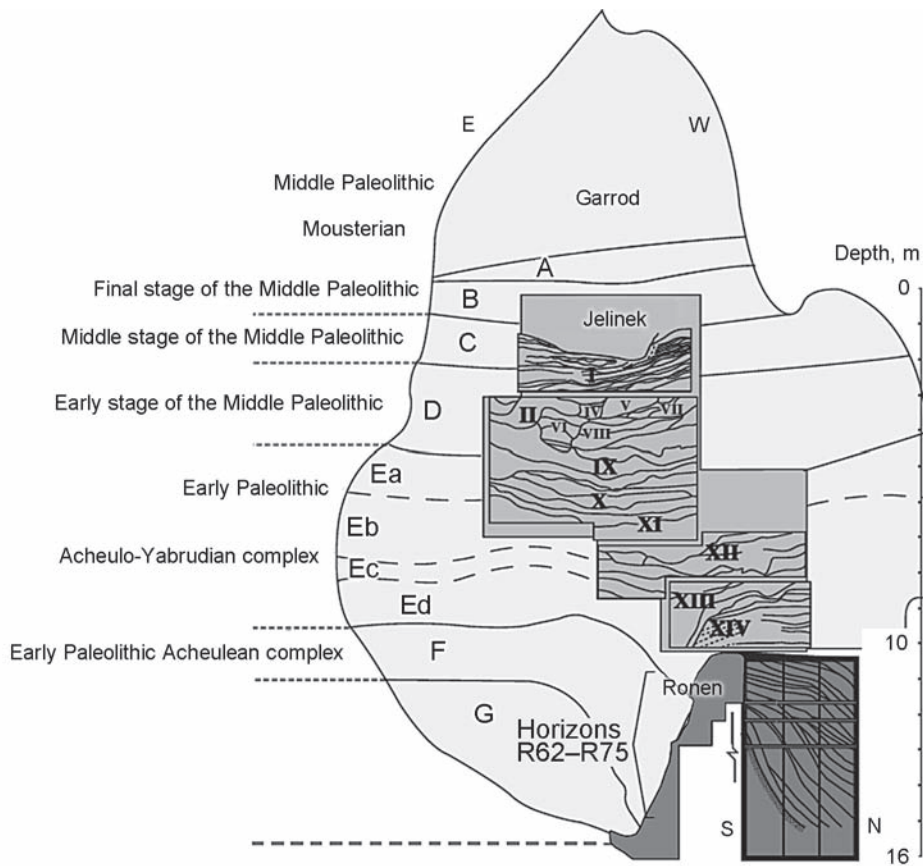 E
W
Middle Paleolithic
Garrod
Mousterian
A
Depth, m
Final stage of the Middle Paleolithic
B
0
Jelinek
Middle stage of the Middle Paleolithic
C
I
Early stage of the Middle Paleolithic
D
II
IV
V
VII
VI
VIII
Ea
IX
Early Paleolithic
X
Eb
XI
Acheulo-Yabrudian complex
XII
Ec
Ed
XIII
XIV
Early Paleolithic Acheulean complex
F
10
Ronen
G
Horizons
R62–R75
S
N
16